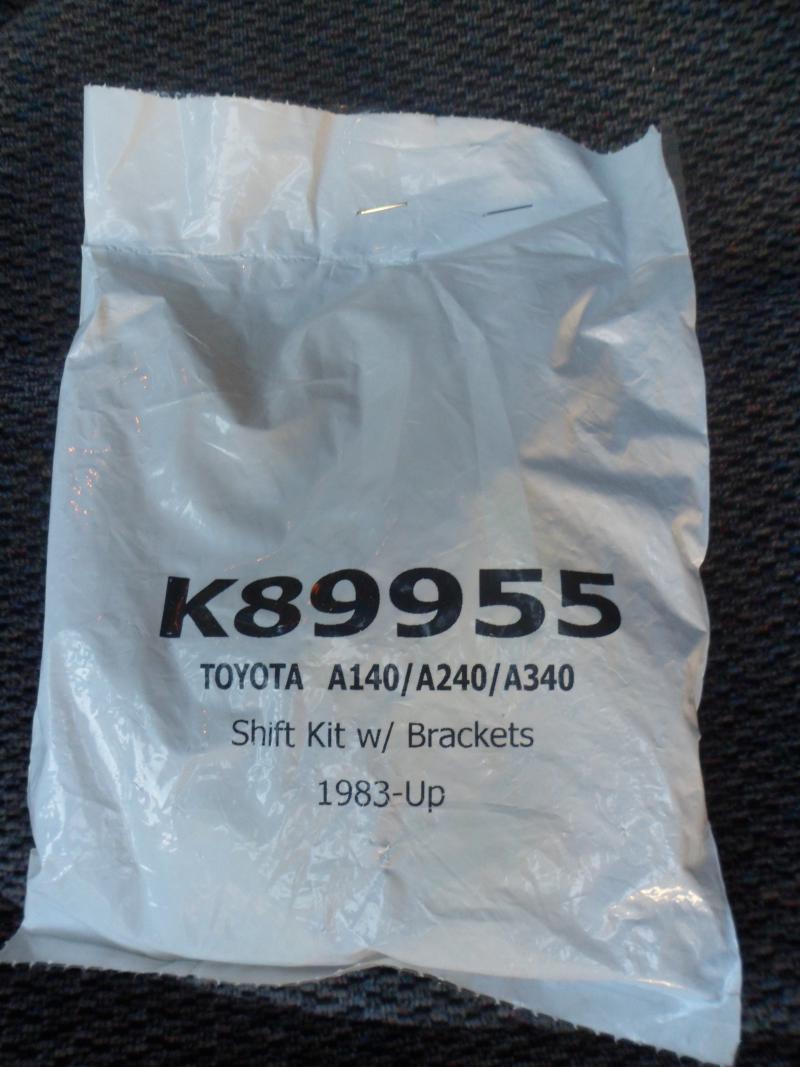 K89955
TOYOTA A140/A240/A340
Shift Kit w/ Brackets
1983-Up